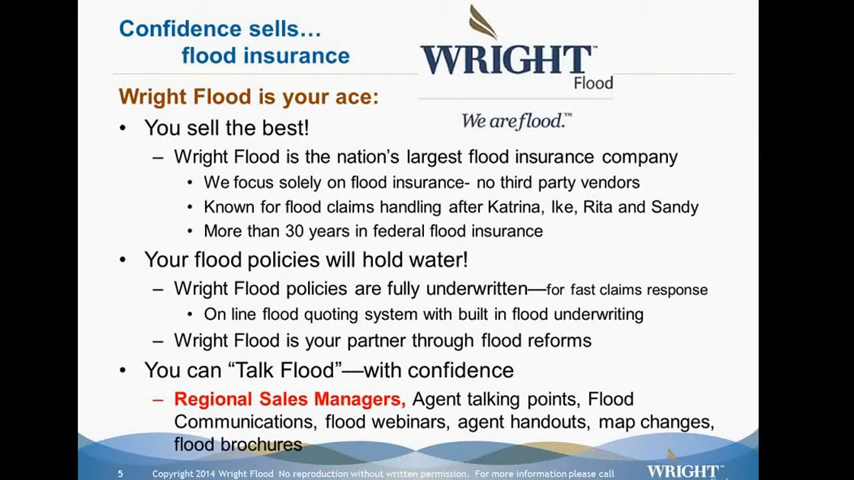 Confidence sells…
flood insurance
WRIGHT™
Flood
We are flood.™
Wright Flood is your ace:
• You sell the best!
– Wright Flood is the nation’s largest flood insurance company
• We focus solely on flood insurance- no third party vendors
• Known for flood claims handling after Katrina, Ike, Rita and Sandy
• More than 30 years in federal flood insurance
• Your flood policies will hold water!
– Wright Flood policies are fully underwritten—for fast claims response
• On line flood quoting system with built in flood underwriting
– Wright Flood is your partner through flood reforms
• You can “Talk Flood”—with confidence
– Regional Sales Managers, Agent talking points, Flood
Communications, flood webinars, agent handouts, map changes,
flood brochures
5 Copyright 2014 Wright Flood No reproduction without written permission. For more information please call
WRIGHT